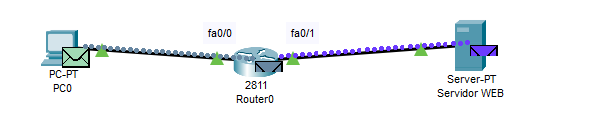 fa0/0
fa0/1
PC-PT
PC0
2811
Router0
Server-PT
Servidor WEB